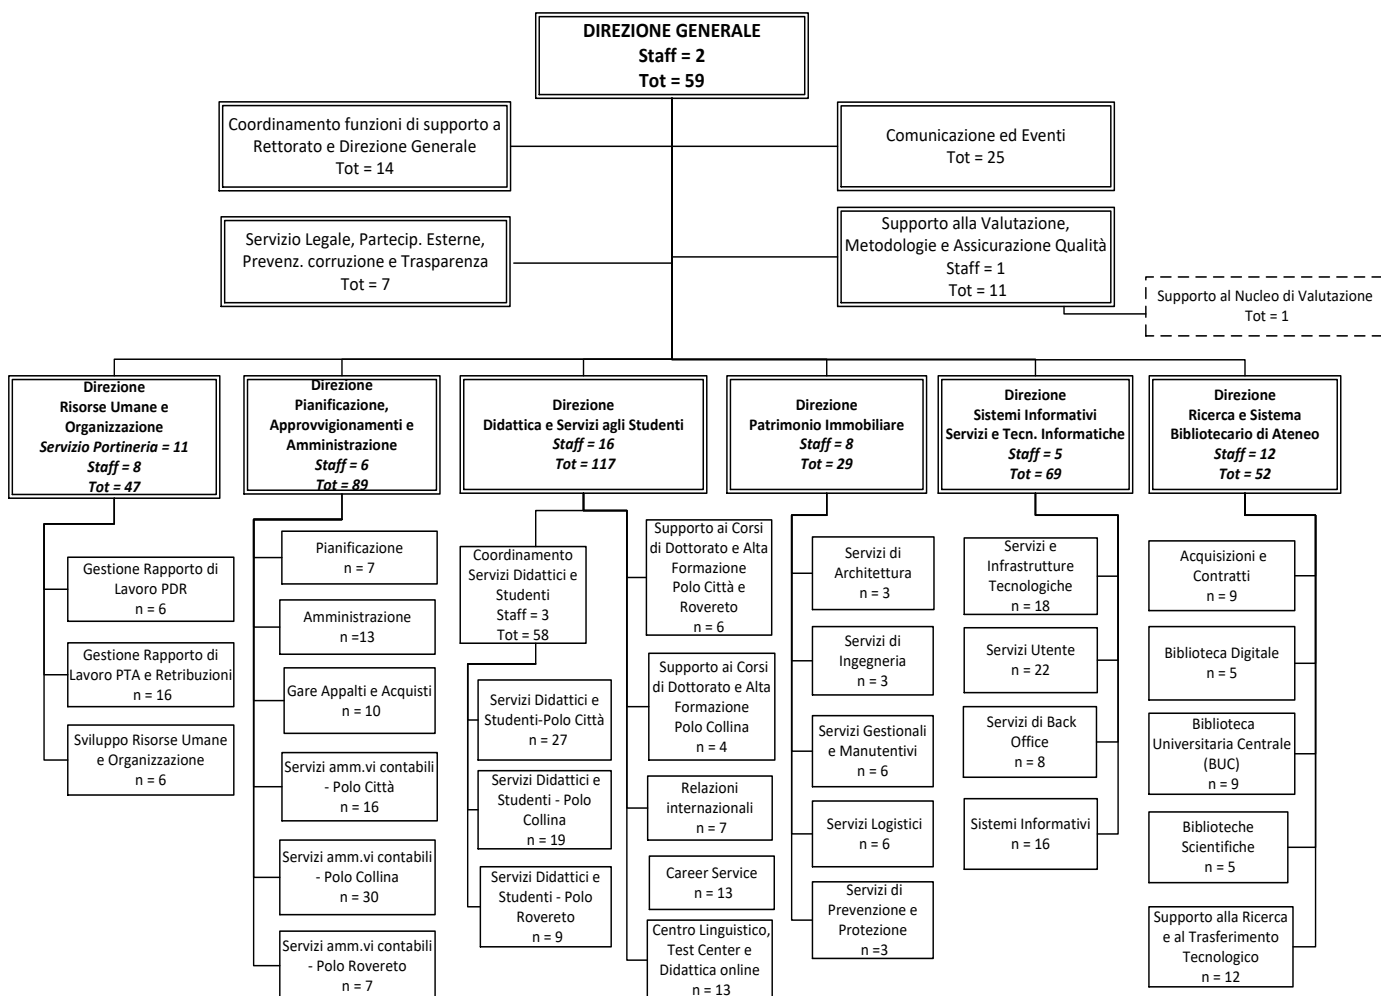 DIREZIONE GENERALE
Staff = 2
Tot = 59
Coordinamento funzioni di supporto a
Rettorato e Direzione Generale
Tot = 14
Comunicazione ed Eventi
Tot = 25
Servizio Legale, Partecip. Esterne,
Prevenz. corruzione e Trasparenza
Tot = 7
Supporto alla Valutazione,
Metodologie e Assicurazione Qualità
Staff = 1
Tot = 11
Supporto al Nucleo di Valutazione
Tot = 1
Direzione
Risorse Umane e
Organizzazione
Servizio Portineria = 11
Staff = 8
Tot = 47
Direzione
Pianificazione,
Approvvigionamenti e
Amministrazione
Staff = 6
Tot = 89
Direzione
Didattica e Servizi agli Studenti
Staff = 16
Tot = 117
Direzione
Patrimonio Immobiliare
Staff = 8
Tot = 29
Direzione
Sistemi Informativi
Servizi e Tecn. Informatiche
Staff = 5
Tot = 69
Direzione
Ricerca e Sistema
Bibliotecario di Ateneo
Staff = 12
Tot = 52
Gestione Rapporto di
Lavoro PDR
n = 6
Gestione Rapporto di
Lavoro PTA e Retribuzioni
n = 16
Sviluppo Risorse Umane
e Organizzazione
n = 6
Pianificazione
n = 7
Amministrazione
n =13
Gare Appalti e Acquisti
n = 10
Servizi amm.vi contabili
- Polo Città
n = 16
Servizi amm.vi contabili
- Polo Collina
n = 30
Servizi amm.vi contabili
- Polo Rovereto
n = 7
Coordinamento
Servizi Didattici e
Studenti
Staff = 3
Tot = 58
Servizi Didattici e
Studenti-Polo Città
n = 27
Servizi Didattici e
Studenti - Polo
Collina
n = 19
Servizi Didattici e
Studenti - Polo
Rovereto
n = 9
Supporto ai Corsi
di Dottorato e Alta
Formazione
Polo Città e
Rovereto
n = 6
Supporto ai Corsi
di Dottorato e Alta
Formazione
Polo Collina
n = 4
Relazioni
internazionali
n = 7
Career Service
n = 13
Centro Linguistico,
Test Center e
Didattica online
n = 13
Servizi di
Architettura
n = 3
Servizi di
Ingegneria
n = 3
Servizi Gestionali
e Manutentivi
n = 6
Servizi Logistici
n = 6
Servizi di
Prevenzione e
Protezione
n =3
Servizi e
Infrastrutture
Tecnologiche
n = 18
Servizi Utente
n = 22
Servizi di Back
Office
n = 8
Sistemi Informativi
n = 16
Acquisizioni e
Contratti
n = 9
Biblioteca Digitale
n = 5
Biblioteca
Universitaria Centrale
(BUC)
n = 9
Biblioteche
Scientifiche
n = 5
Supporto alla Ricerca
e al Trasferimento
Tecnologico
n = 12